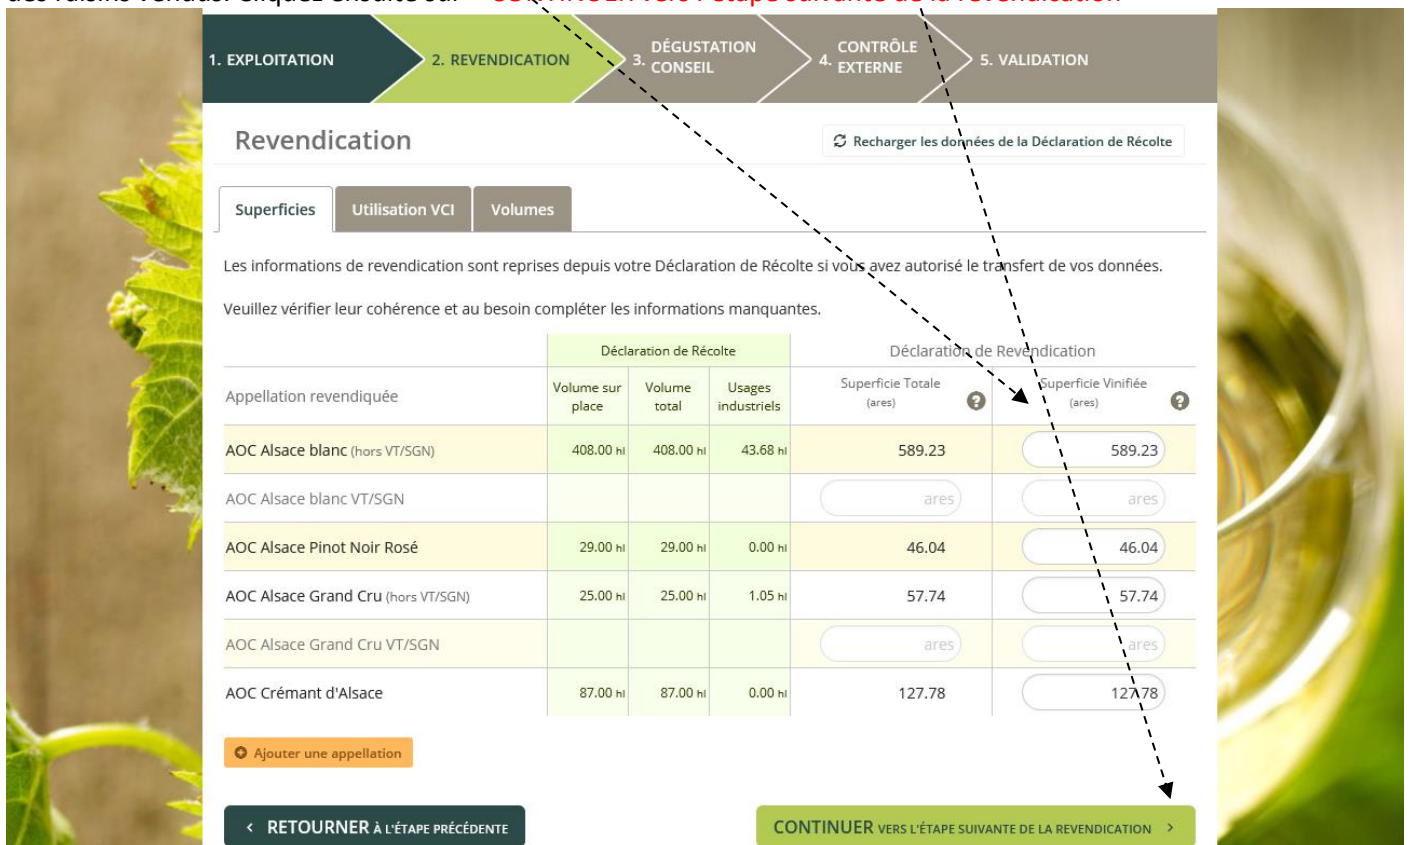 des raisins vendus. Cliquez ensuite sur « CONTINUER vers l'étape suivante de la revendication »
1. EXPLOITATION
2. REVENDICATION
3. DÉGUSTATION CONSEIL
4. CONTRÔLE EXTERNE
5. VALIDATION
Revendication
Recharger les données de la Déclaration de Récolte
Superficies Utilisation VCI Volumes
Les informations de revendication sont reprises depuis votre Déclaration de Récolte si vous avez autorisé le transfert de vos données.
Veuillez vérifier leur cohérence et au besoin compléter les informations manquantes.
Déclaration de Récolte Déclaration de Revendication
Appellation revendiquée Volume sur place Volume total Usages industriels Superficie Totale (ares) ? Superficie Vinifiée (ares) ?
AOC Alsace blanc (hors VT/SGN) 408.00 hl 408.00 hl 43.68 hl 589.23 589.23
AOC Alsace blanc VT/SGN ares ares
AOC Alsace Pinot Noir Rosé 29.00 hl 29.00 hl 0.00 hl 46.04 46.04
AOC Alsace Grand Cru (hors VT/SGN) 25.00 hl 25.00 hl 1.05 hl 57.74 57.74
AOC Alsace Grand Cru VT/SGN ares ares
AOC Crémant d'Alsace 87.00 hl 87.00 hl 0.00 hl 127.78 127.78
Ajouter une appellation
< RETOURNER À L'ÉTAPE PRÉCÉDENTE
CONTINUER VERS L'ÉTAPE SUIVANTE DE LA REVENDICATION >